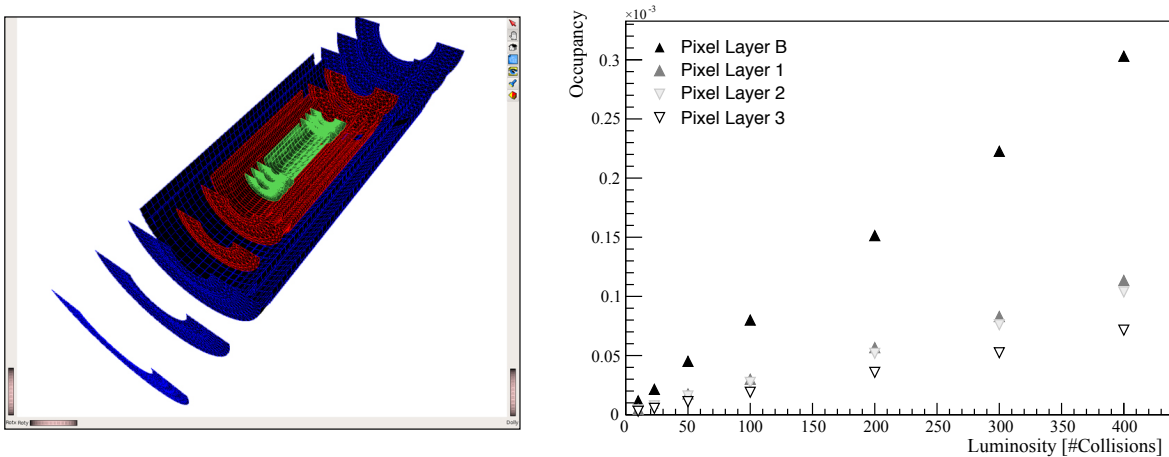 Rotx Roty
Dolly
×10⁻³
Occupancy
0.3
0.25
0.2
0.15
0.1
0.05
0
Pixel Layer B
Pixel Layer 1
Pixel Layer 2
Pixel Layer 3
0 50 100 150 200 250 300 350 400
Luminosity [#Collisions]